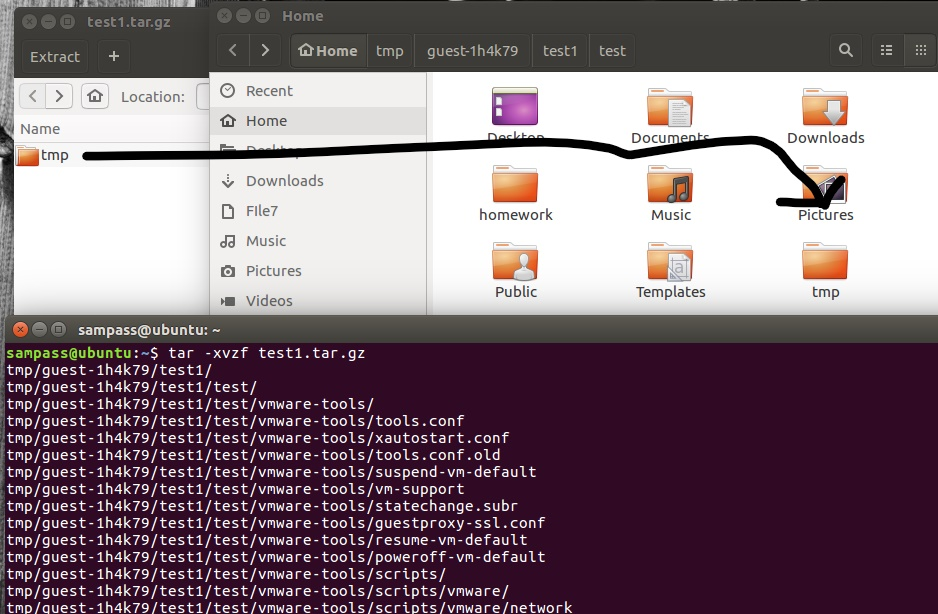 test1.tar.gz
Extract +
Location:
Name
tmp
Home
Home tmp guest-1h4k79 test1 test
Recent
Home
Desktop
Downloads
FIle7
Music
Pictures
Videos
Desktop Documents Downloads
homework Music Pictures
Public Templates tmp
sampass@ubuntu: ~
sampass@ubuntu:~$ tar -xvzf test1.tar.gz
tmp/guest-1h4k79/test1/
tmp/guest-1h4k79/test1/test/
tmp/guest-1h4k79/test1/test/vmware-tools/
tmp/guest-1h4k79/test1/test/vmware-tools/tools.conf
tmp/guest-1h4k79/test1/test/vmware-tools/xautostart.conf
tmp/guest-1h4k79/test1/test/vmware-tools/tools.conf.old
tmp/guest-1h4k79/test1/test/vmware-tools/suspend-vm-default
tmp/guest-1h4k79/test1/test/vmware-tools/vm-support
tmp/guest-1h4k79/test1/test/vmware-tools/statechange.subr
tmp/guest-1h4k79/test1/test/vmware-tools/guestproxy-ssl.conf
tmp/guest-1h4k79/test1/test/vmware-tools/resume-vm-default
tmp/guest-1h4k79/test1/test/vmware-tools/poweroff-vm-default
tmp/guest-1h4k79/test1/test/vmware-tools/scripts/
tmp/guest-1h4k79/test1/test/vmware-tools/scripts/vmware/
tmp/guest-1h4k79/test1/test/vmware-tools/scripts/vmware/network